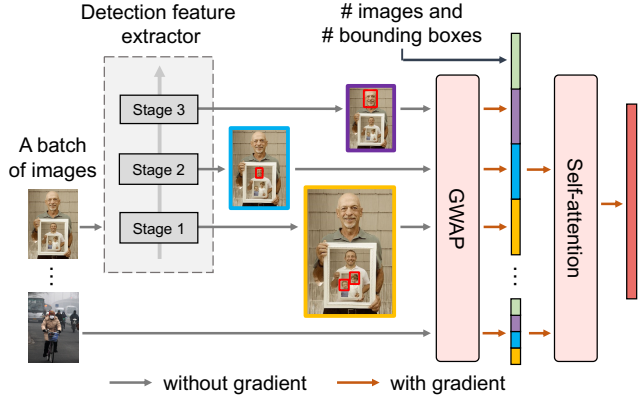 Detection feature
extractor
# images and
# bounding boxes
A batch
of images
Stage 3
Stage 2
Stage 1
GWAP
Self-attention
without gradient
with gradient